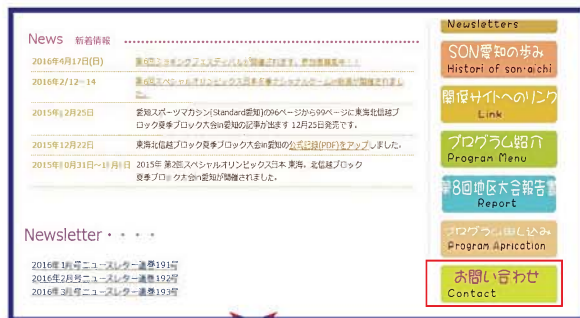 News 新着情報
2016年4月17日(日)
2016年2/12-14
2015年12月25日 愛知スポーツマガジン(Standard愛知)の96ページから99ページに東海北信越ブ
ロック夏季ブロック大会in愛知の記事が出ます 12月25日発売です。
2015年12月22日 東海北信越ブロック夏季ブロック大会in愛知の公式記録(PDF)をアップしました。
2015年10月31日～11月1日 2015年 第2回スペシャルオリンピックス日本 東海、北信越ブロック
夏季ブロック大会in愛知が開催されました。
Newsletter・・・・
2016年1月号ニュースレター通巻191号
2016年2月号ニュースレター通巻192号
2016年3月号ニュースレター通巻193号
Newsletters
SON愛知の歩み
Histori of son·aichi
関係サイトへのリンク
Link
プログラム紹介
Program Menu
第8回地区大会報告書
Report
プログラム申し込み
Program Aprication
お問い合わせ
Contact